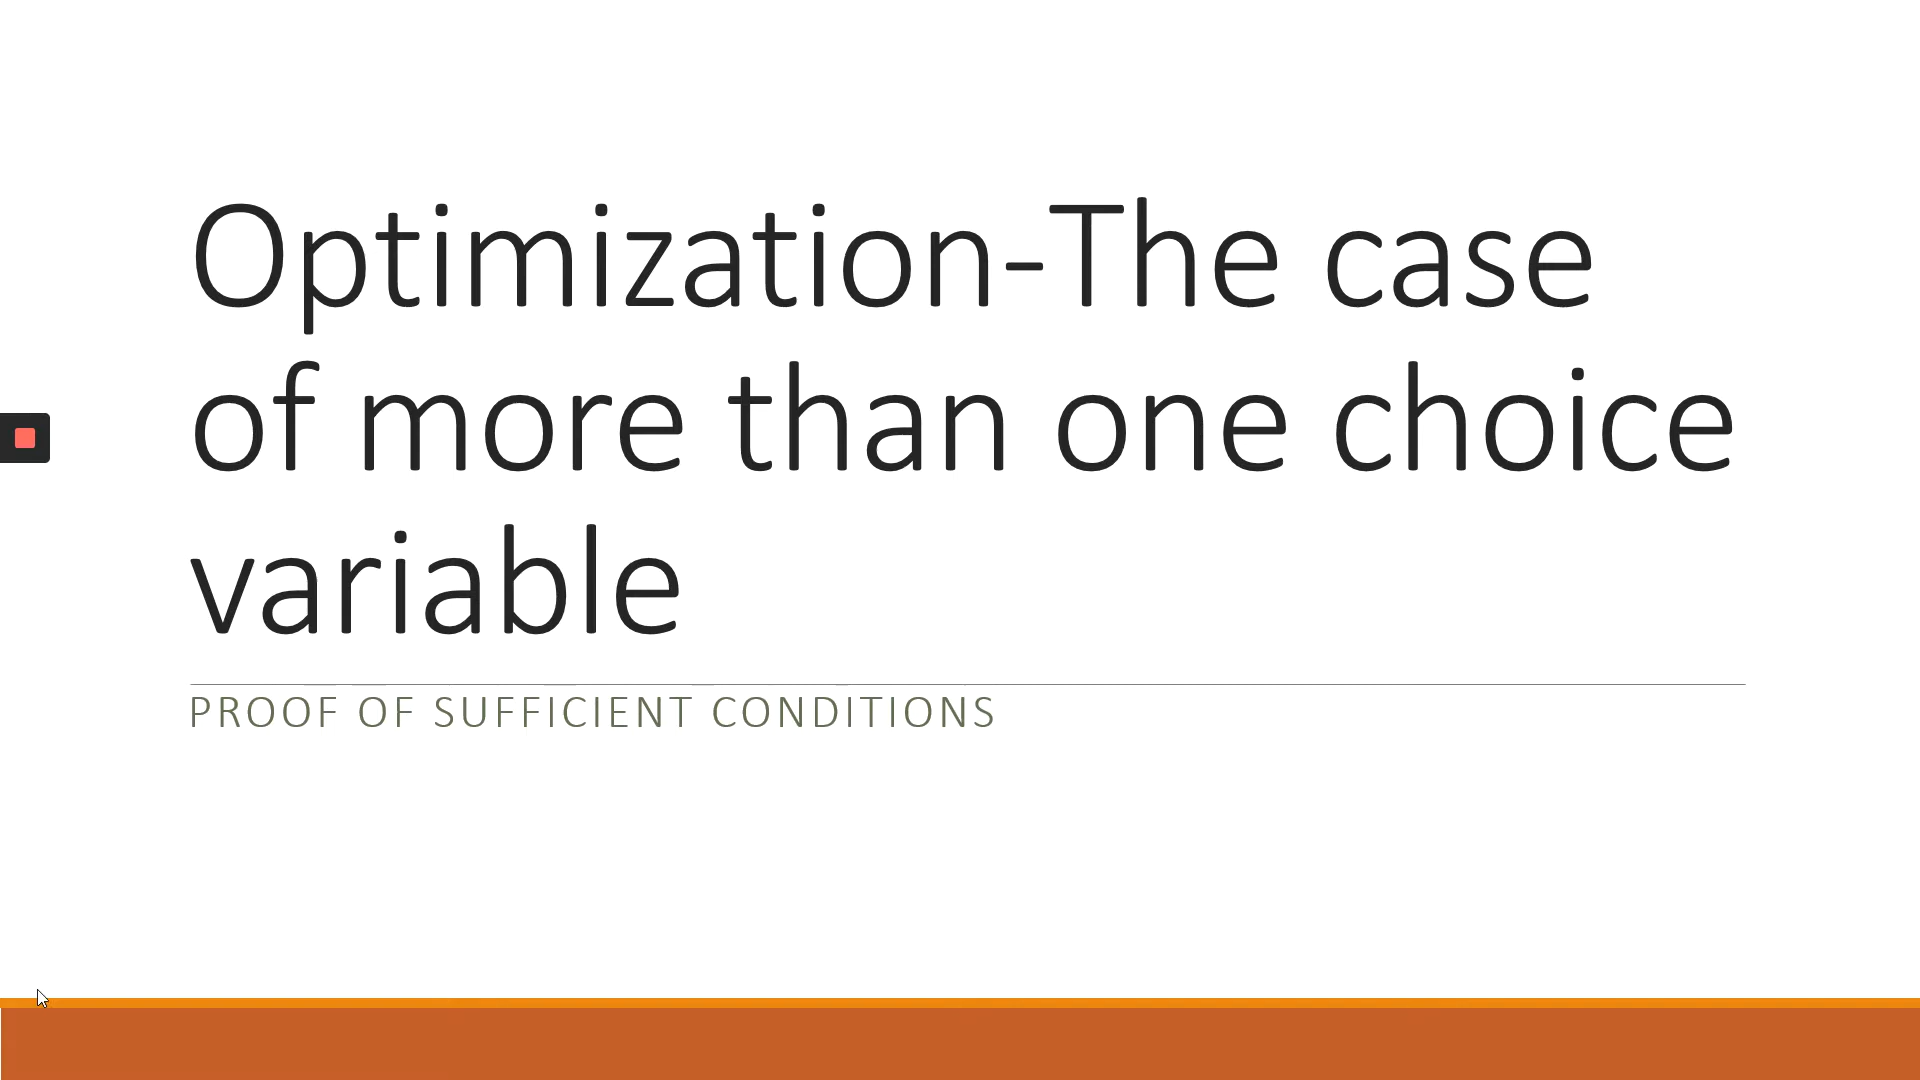 Optimization-The case
of more than one choice
variable
PROOF OF SUFFICIENT CONDITIONS